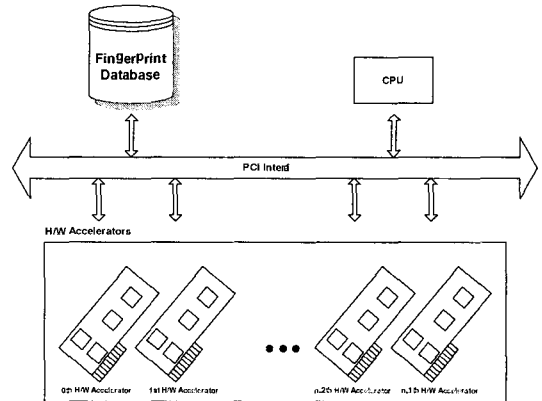 Fingerprint
Database
CPU
PCI Interd
H/W Accelerators
0th H/W Accelerator
1st H/W Accelerator
n.2th H/W Accelerator
n.1th H/W Accelerator